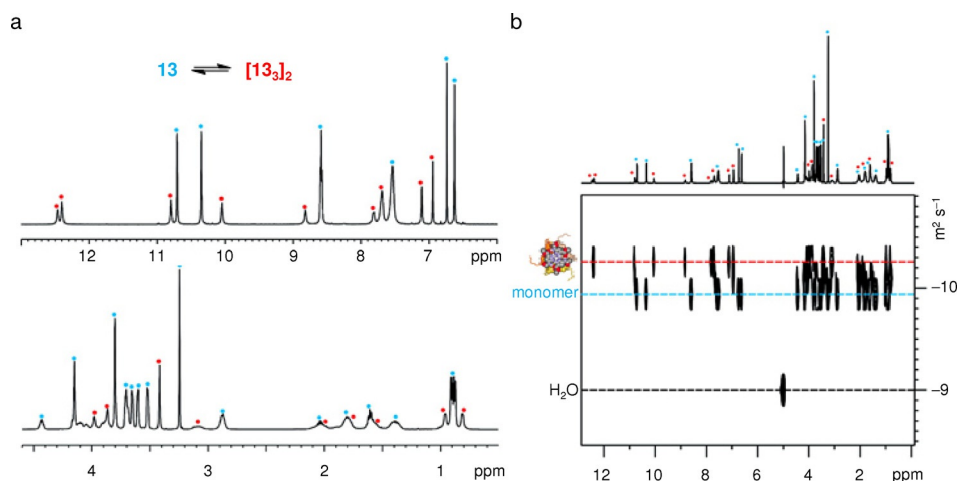 a
13 ⇌ [13₃]₂
12 11 10 9 8 7 ppm
4 3 2 1 ppm
b
m² s⁻¹
monomer
–10
H₂O
–9
12 10 8 6 4 2 ppm